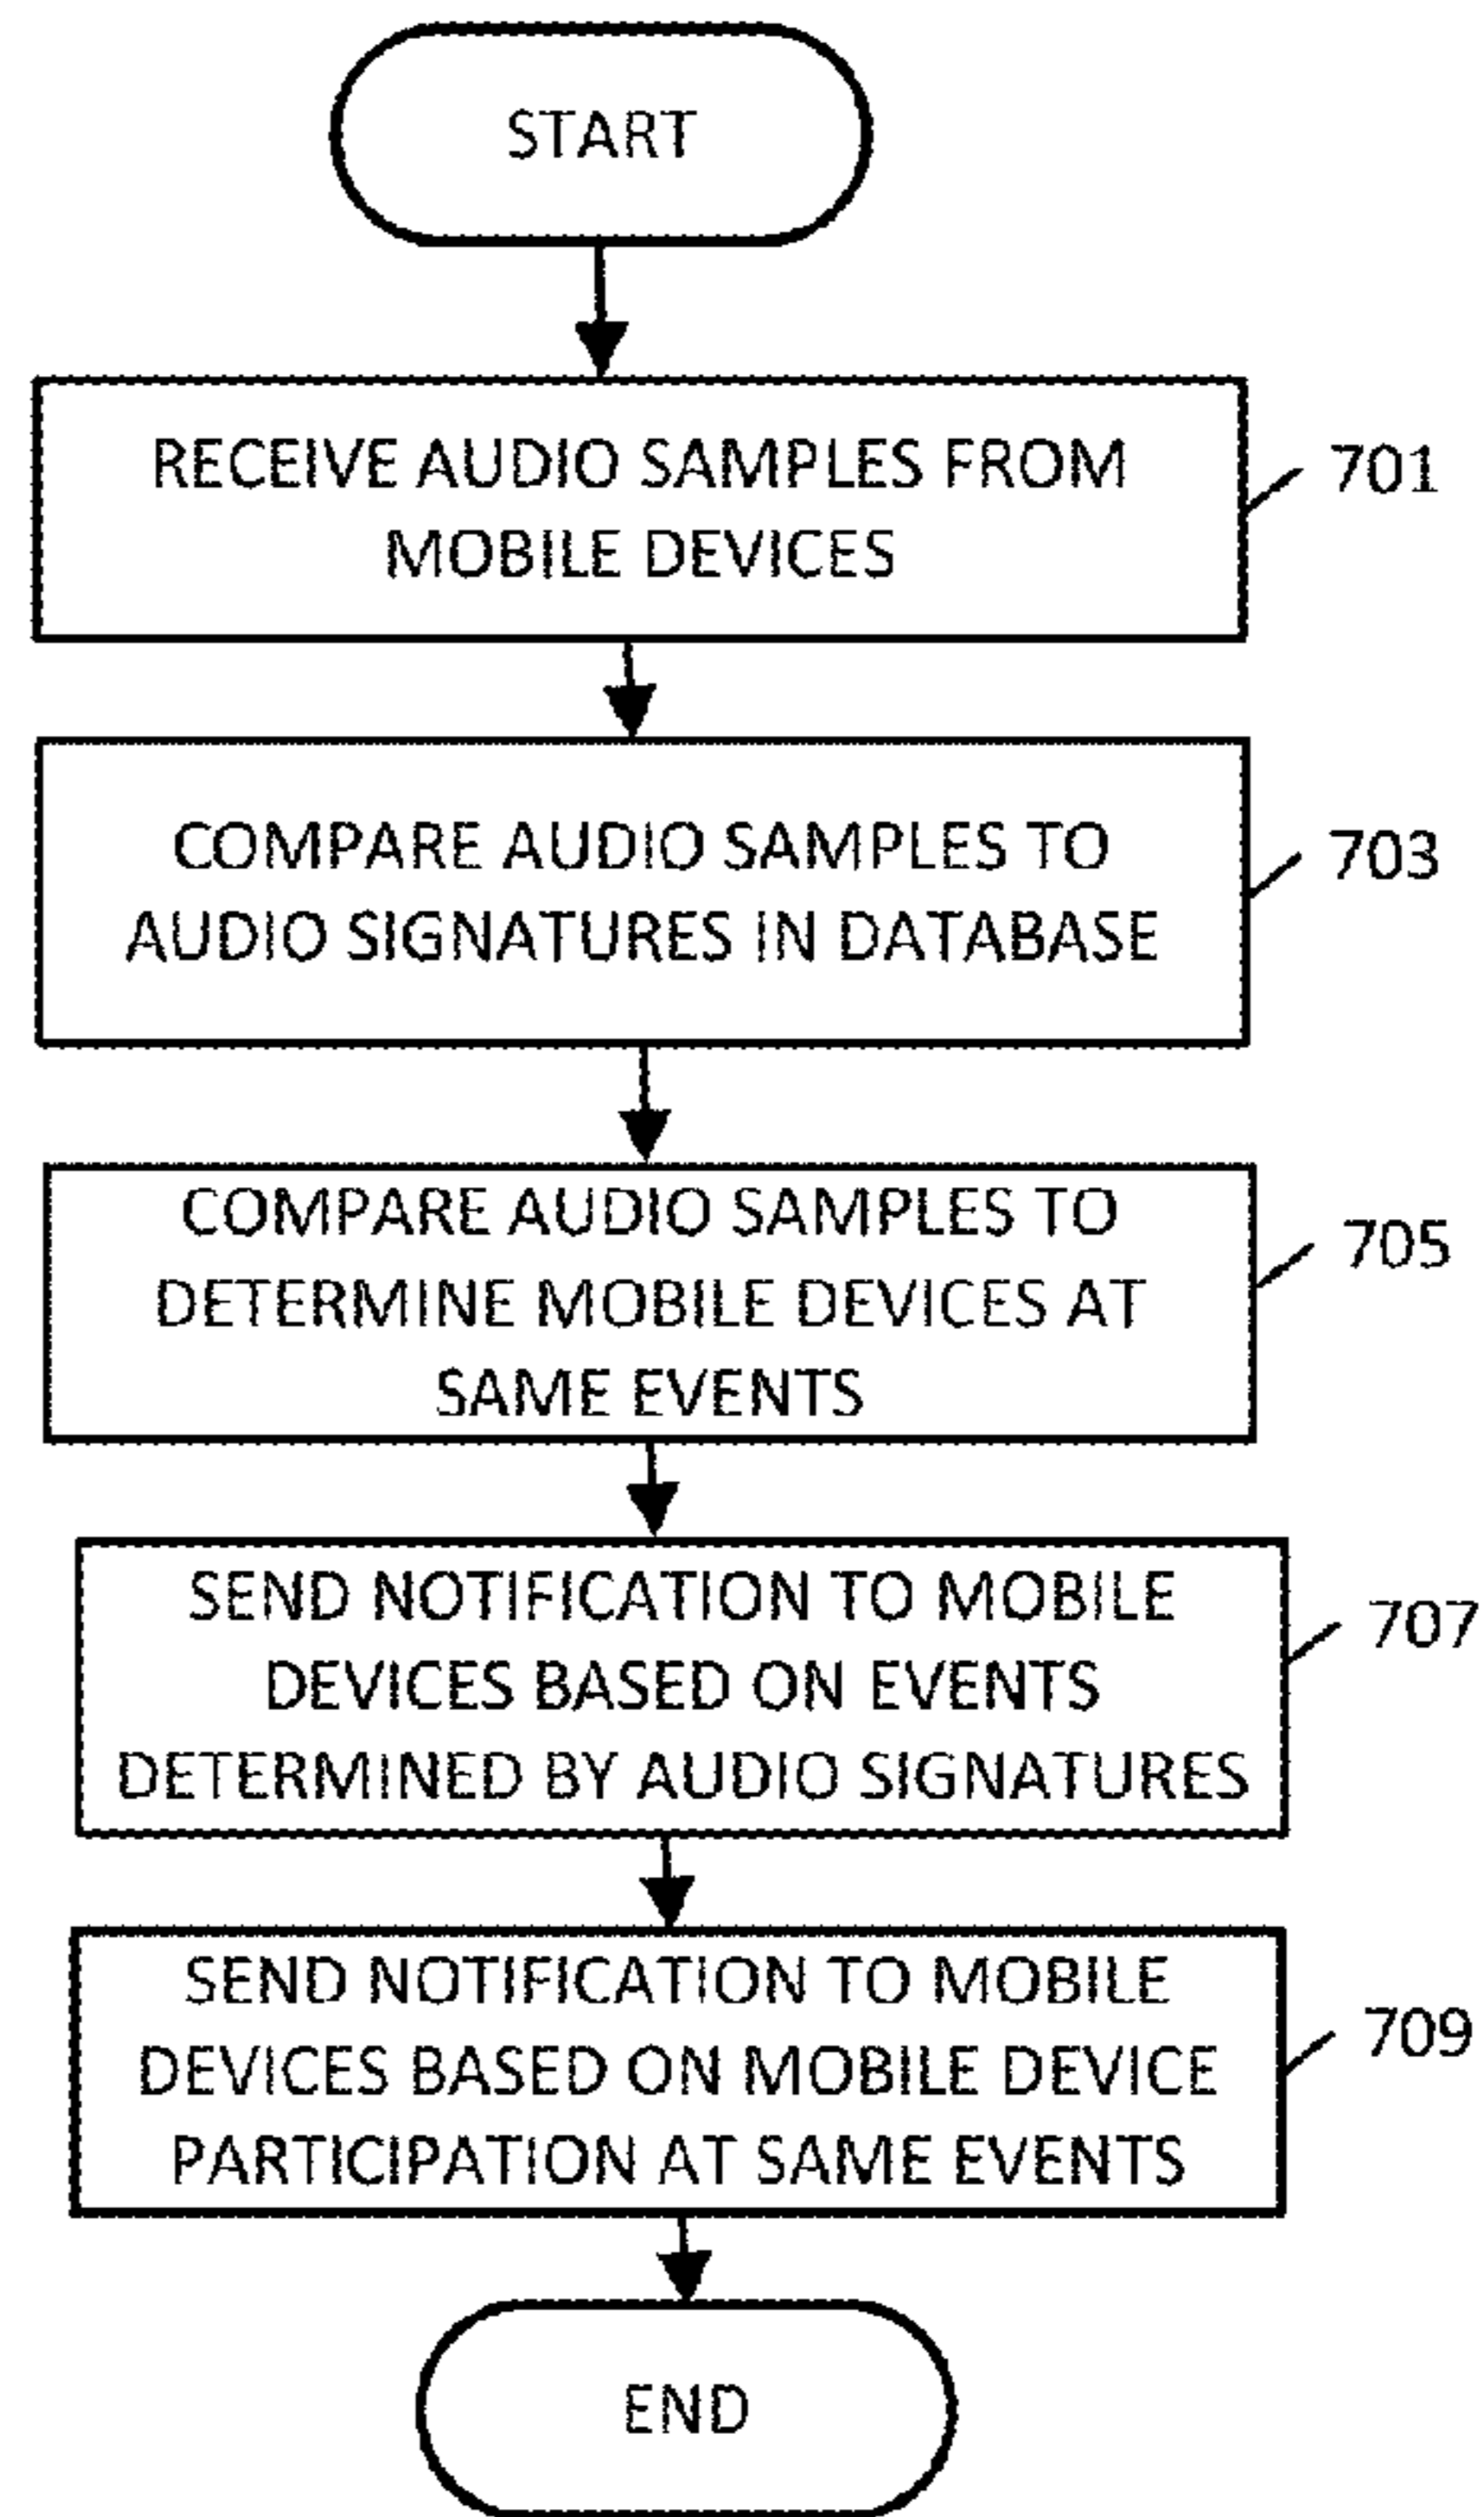 START
RECEIVE AUDIO SAMPLES FROM
MOBILE DEVICES
701
COMPARE AUDIO SAMPLES TO
AUDIO SIGNATURES IN DATABASE
703
COMPARE AUDIO SAMPLES TO
DETERMINE MOBILE DEVICES AT
SAME EVENTS
705
SEND NOTIFICATION TO MOBILE
DEVICES BASED ON EVENTS
DETERMINED BY AUDIO SIGNATURES
707
SEND NOTIFICATION TO MOBILE
DEVICES BASED ON MOBILE DEVICE
PARTICIPATION AT SAME EVENTS
709
END